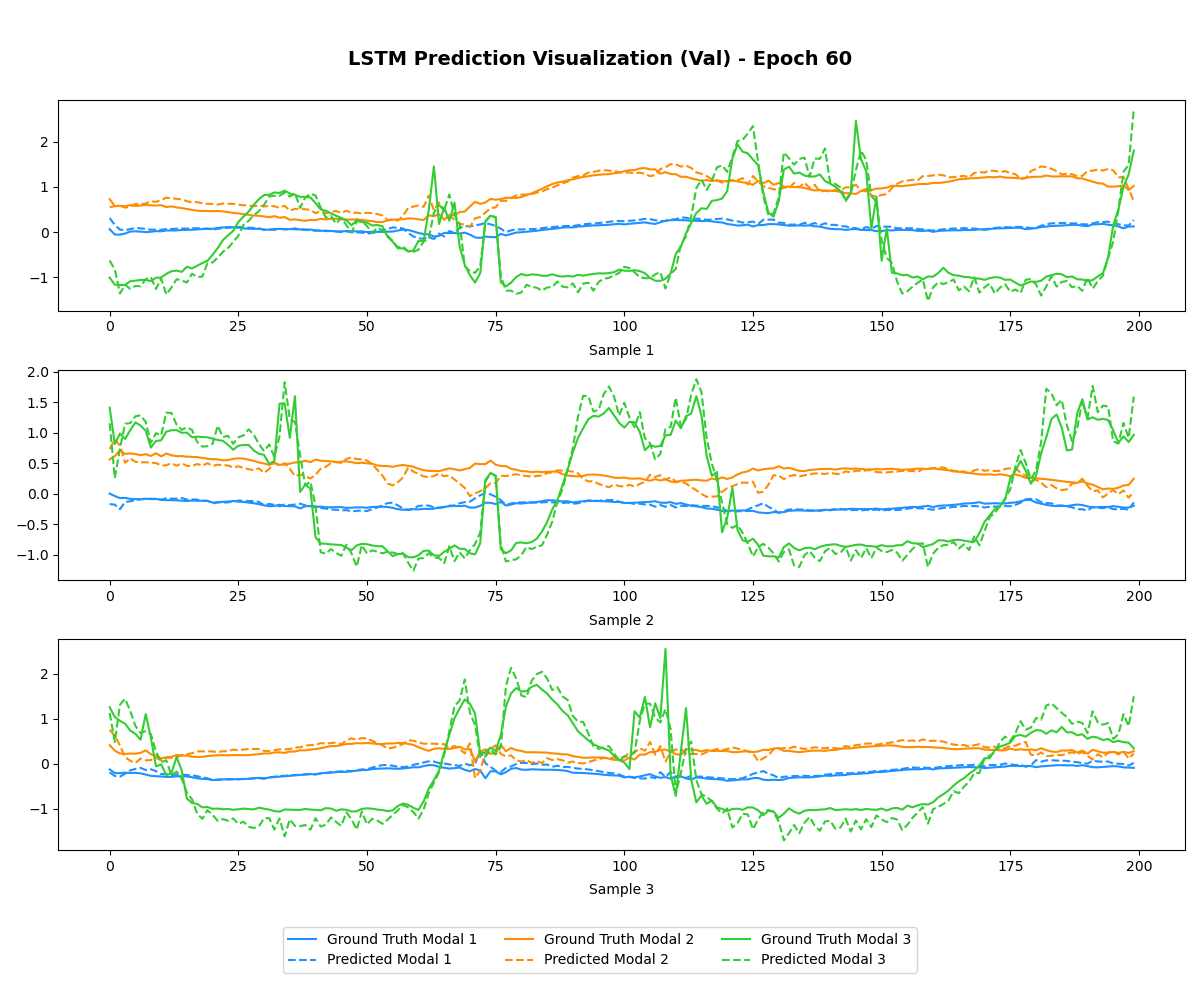 LSTM Prediction Visualization (Val) - Epoch 60
2
1
0
−1
0 25 50 75 100 125 150 175 200
Sample 1
2.0
1.5
1.0
0.5
0.0
−0.5
−1.0
0 25 50 75 100 125 150 175 200
Sample 2
2
1
0
−1
0 25 50 75 100 125 150 175 200
Sample 3
Ground Truth Modal 1 Ground Truth Modal 2 Ground Truth Modal 3
Predicted Modal 1 Predicted Modal 2 Predicted Modal 3